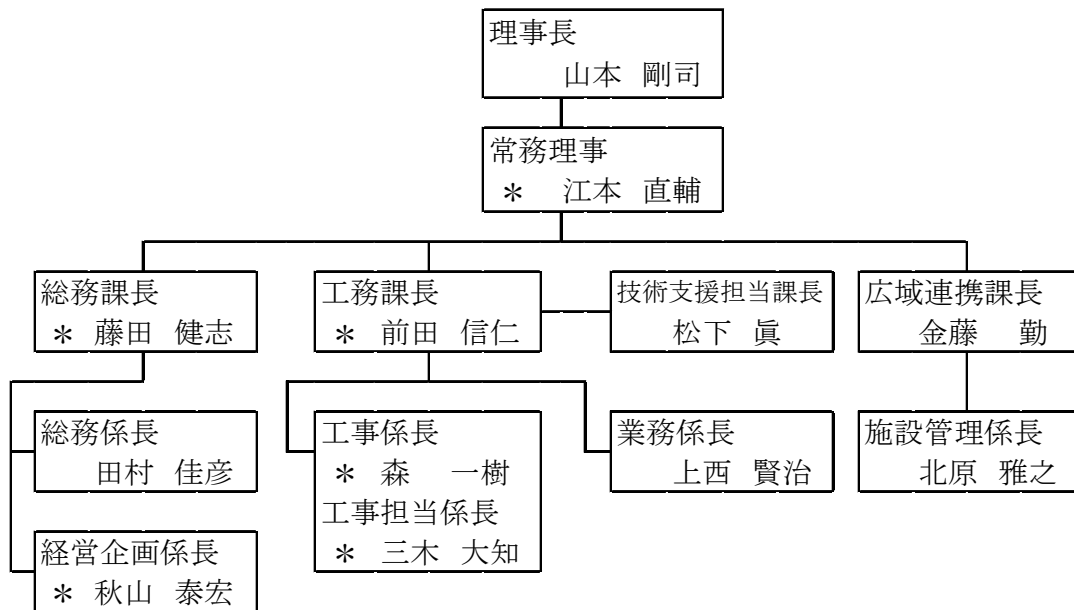 理事長
山本 剛司
常務理事
＊ 江本 直輔
総務課長
＊ 藤田 健志
工務課長
＊ 前田 信仁
技術支援担当課長
松下 眞
広域連携課長
金藤 勤
総務係長
田村 佳彦
工事係長
＊ 森 一樹
工事担当係長
＊ 三木 大知
業務係長
上西 賢治
施設管理係長
北原 雅之
経営企画係長
＊ 秋山 泰宏